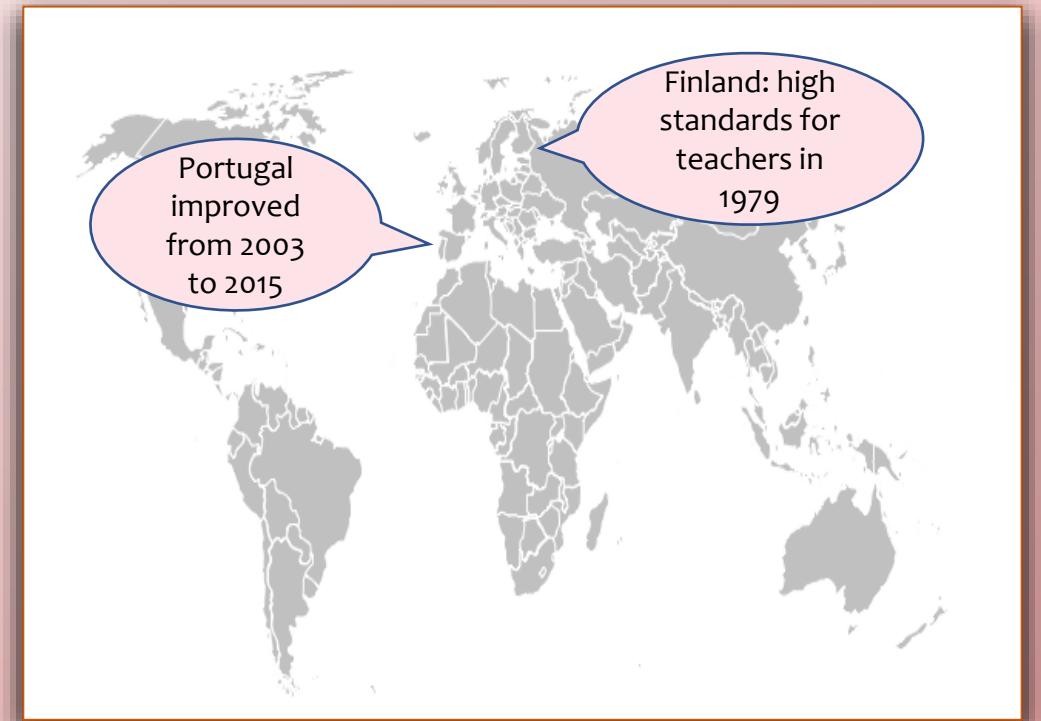 Portugal
improved
from 2003
to 2015
Finland: high
standards for
teachers in
1979